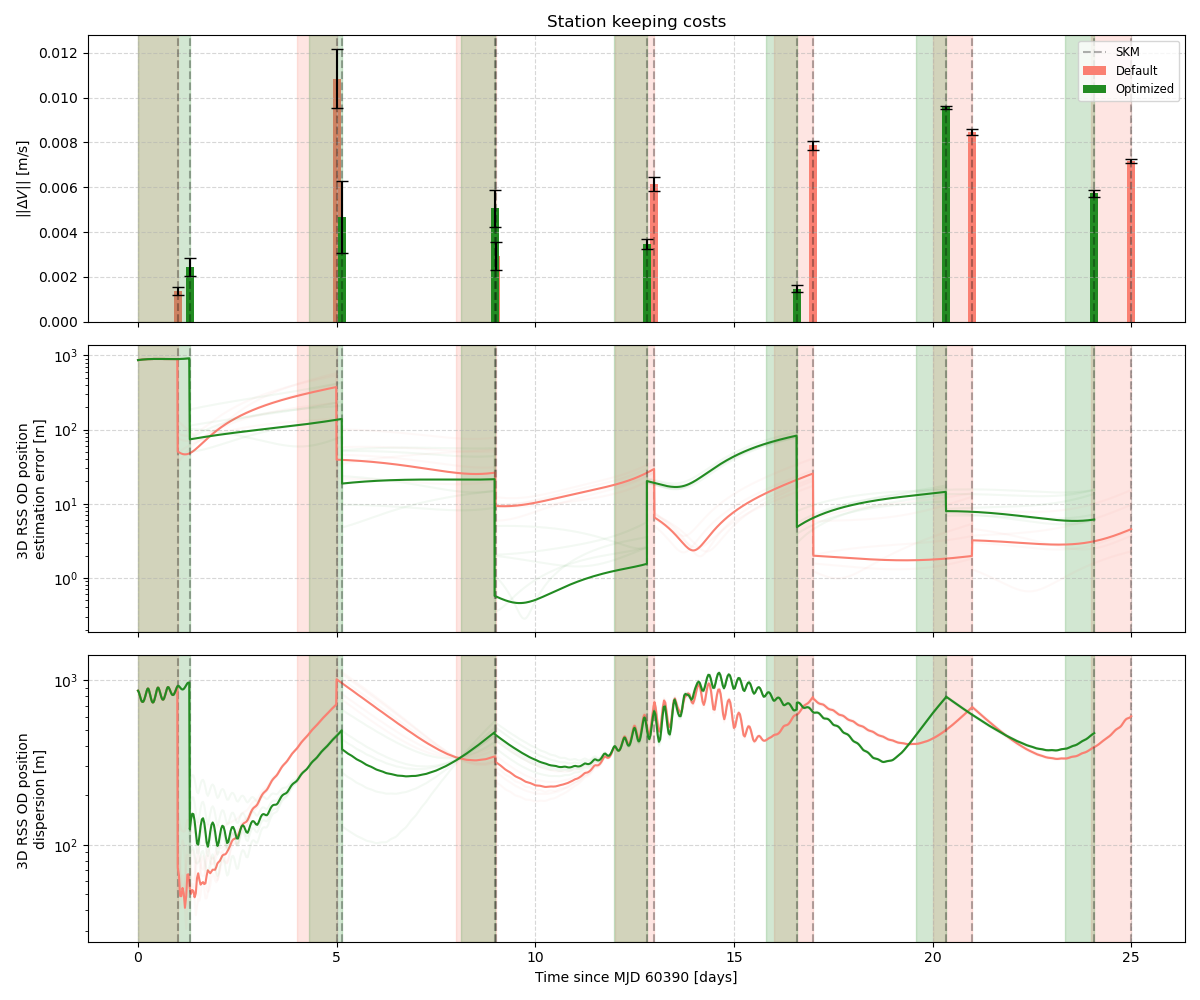 Station keeping costs
||ΔV|| [m/s]
0.012
0.010
0.008
0.006
0.004
0.002
0.000
SKM
Default
Optimized
3D RSS OD position
estimation error [m]
10³
10²
10¹
10⁰
3D RSS OD position
dispersion [m]
10³
10²
0 5 10 15 20 25
Time since MJD 60390 [days]